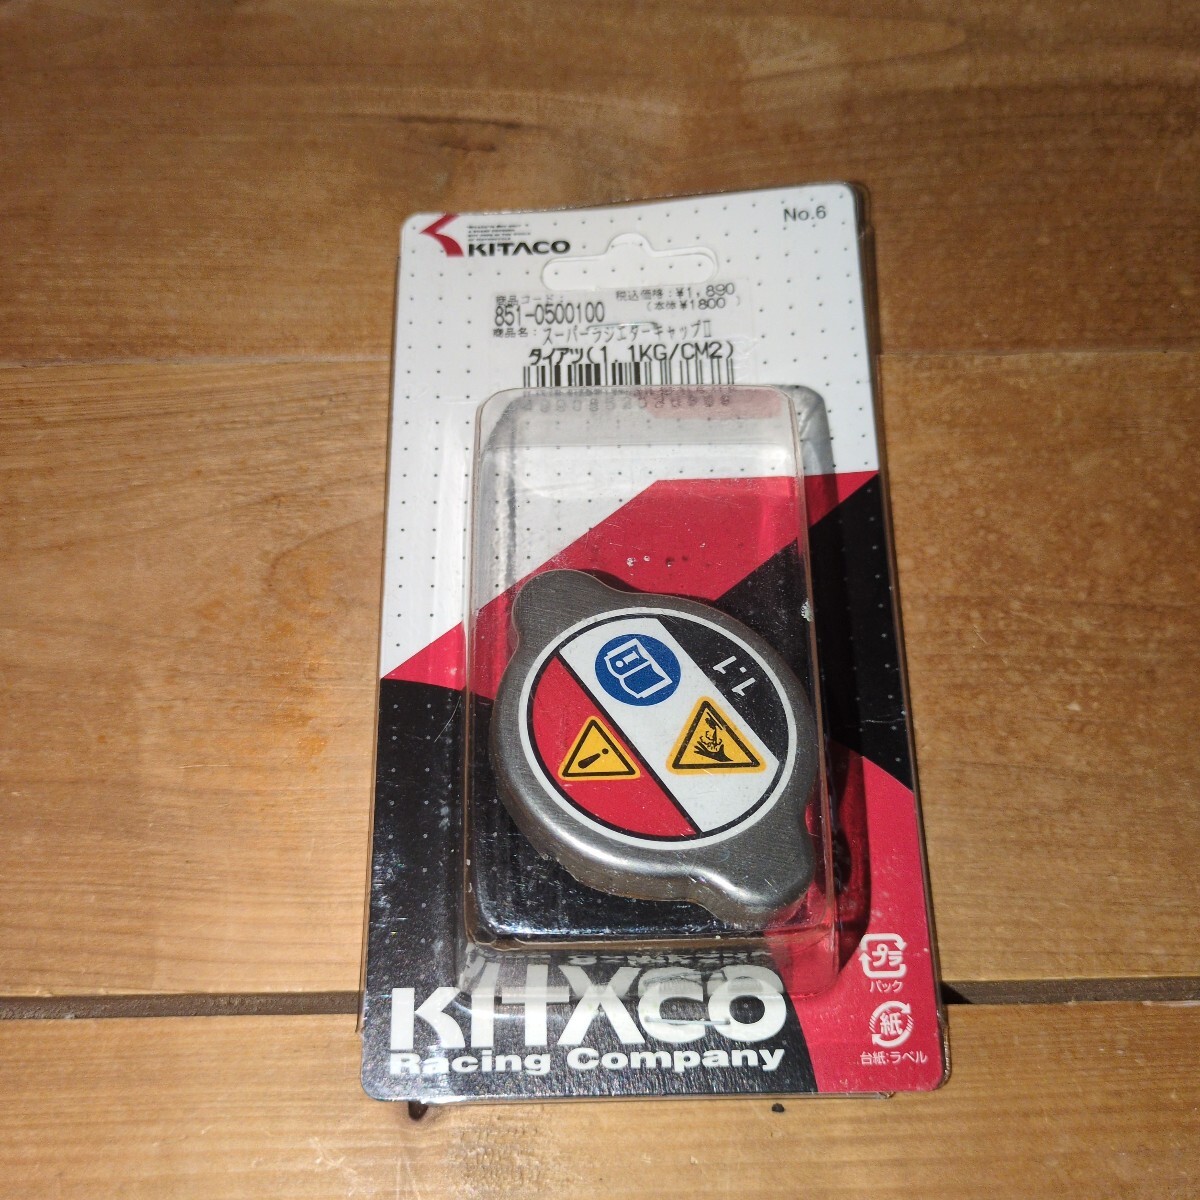 No.6
KITACO
商品コード:
税込価格:¥1,890
851-0500100
(本体¥1800 )
商品名:スーパーラジエターキャップⅡ
タイアツ(1.1KG/CM2)
1.1
プラ
パック
紙
台紙:ラベル
KITACO
Racing Company